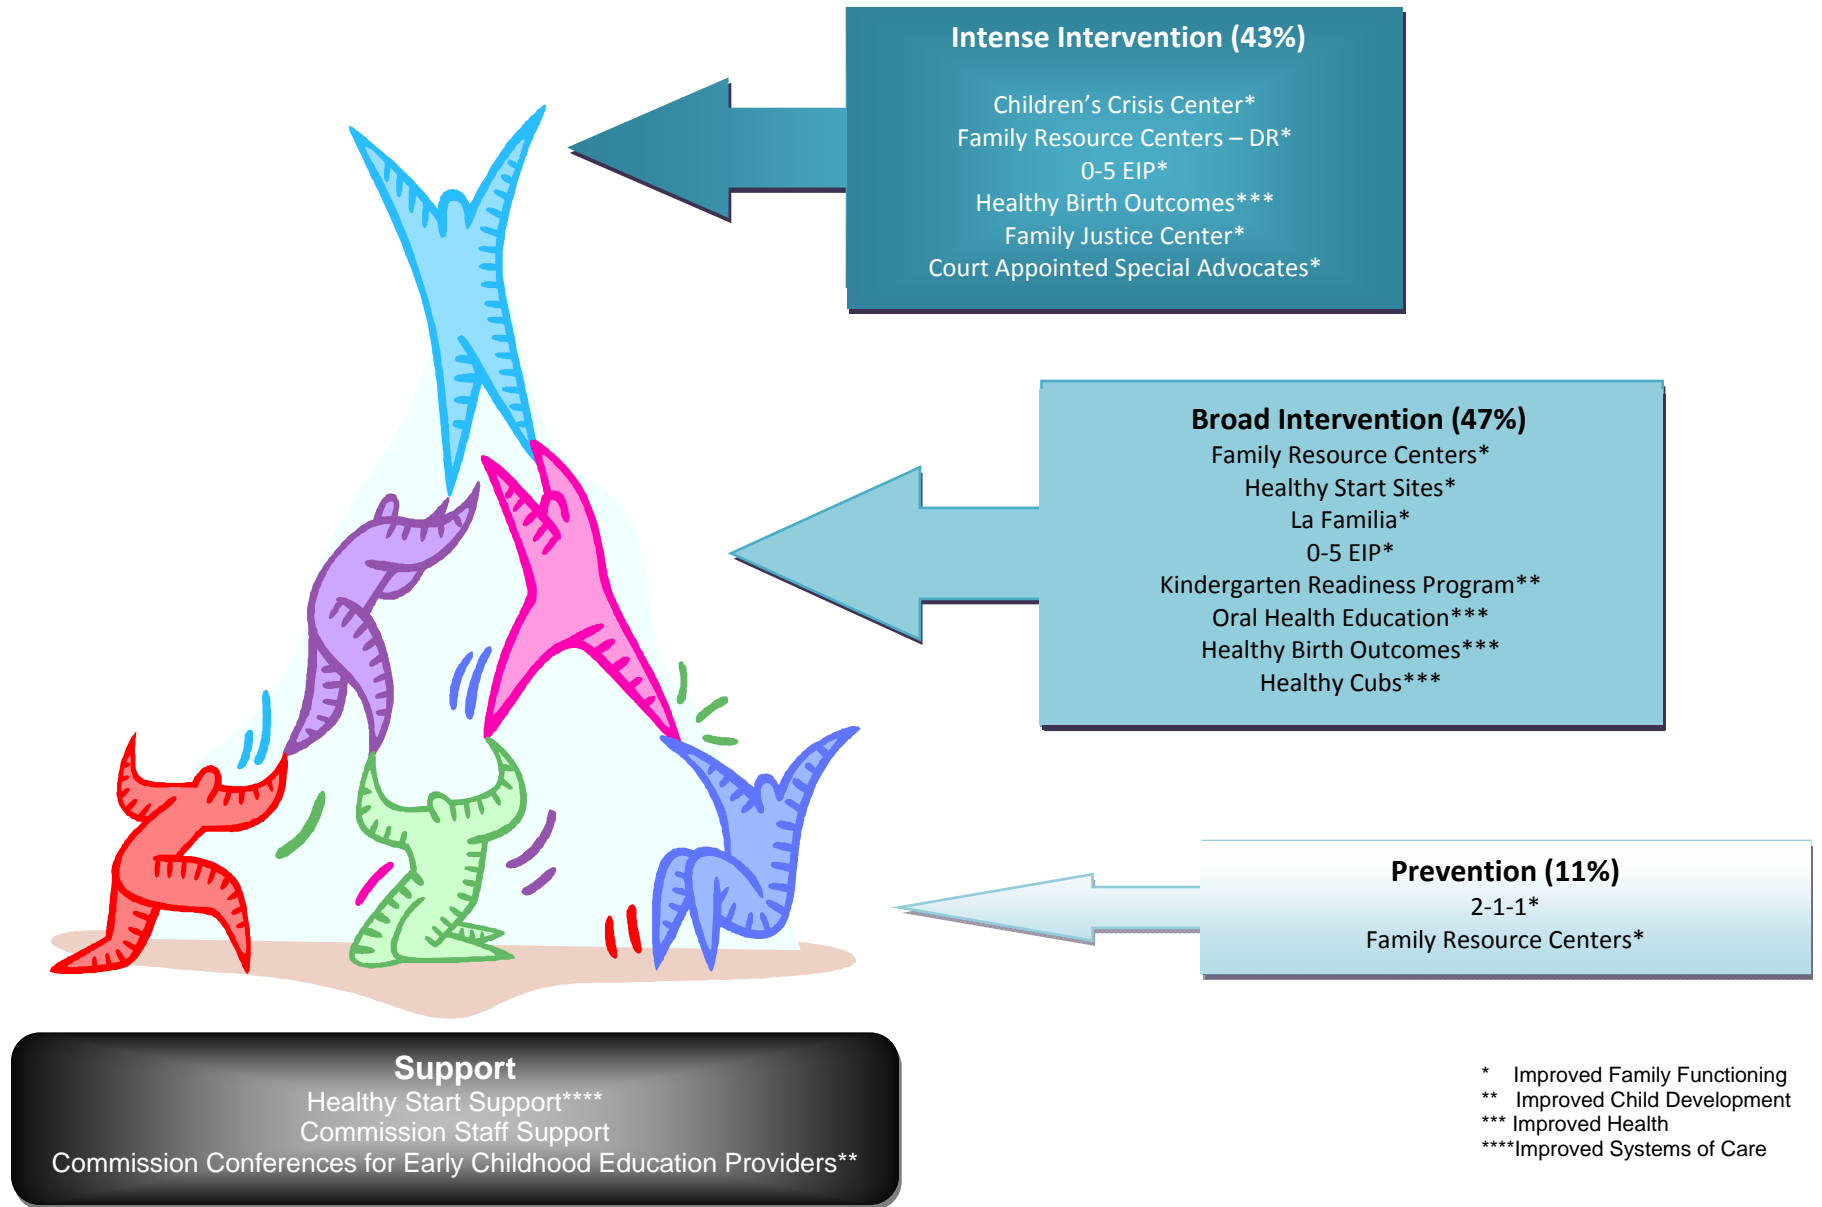 Intense Intervention (43%)
Children’s Crisis Center*
Family Resource Centers – DR*
0-5 EIP*
Healthy Birth Outcomes***
Family Justice Center*
Court Appointed Special Advocates*
Broad Intervention (47%)
Family Resource Centers*
Healthy Start Sites*
La Familia*
0-5 EIP*
Kindergarten Readiness Program**
Oral Health Education***
Healthy Birth Outcomes***
Healthy Cubs***
Prevention (11%)
2-1-1*
Family Resource Centers*
Support
Healthy Start Support****
Commission Staff Support
Commission Conferences for Early Childhood Education Providers**
* Improved Family Functioning
** Improved Child Development
*** Improved Health
****Improved Systems of Care